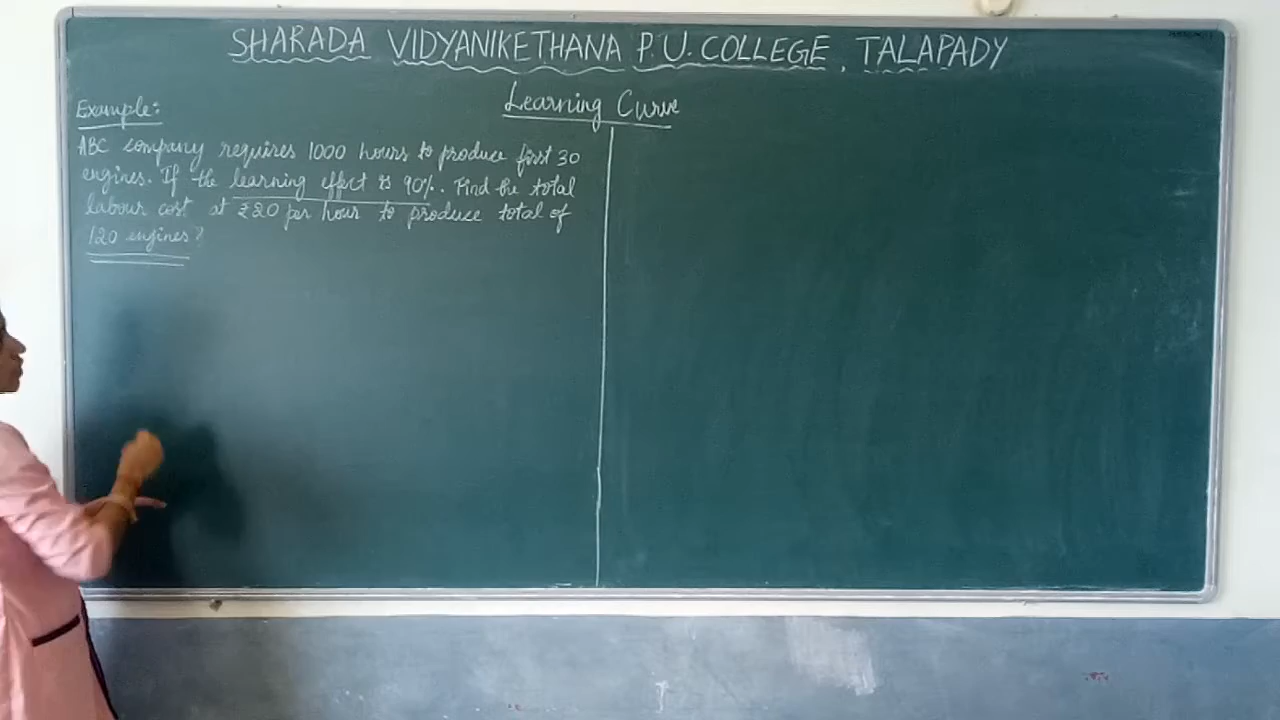 SHARADA VIDYANIKETHANA P.U. COLLEGE, TALAPADY
Learning Curve
Example:
ABC company requires 1000 hours to produce first 30
engines. If the learning effect is 90%. Find the total
labour cost at ₹20 per hour to produce total of
120 engines?